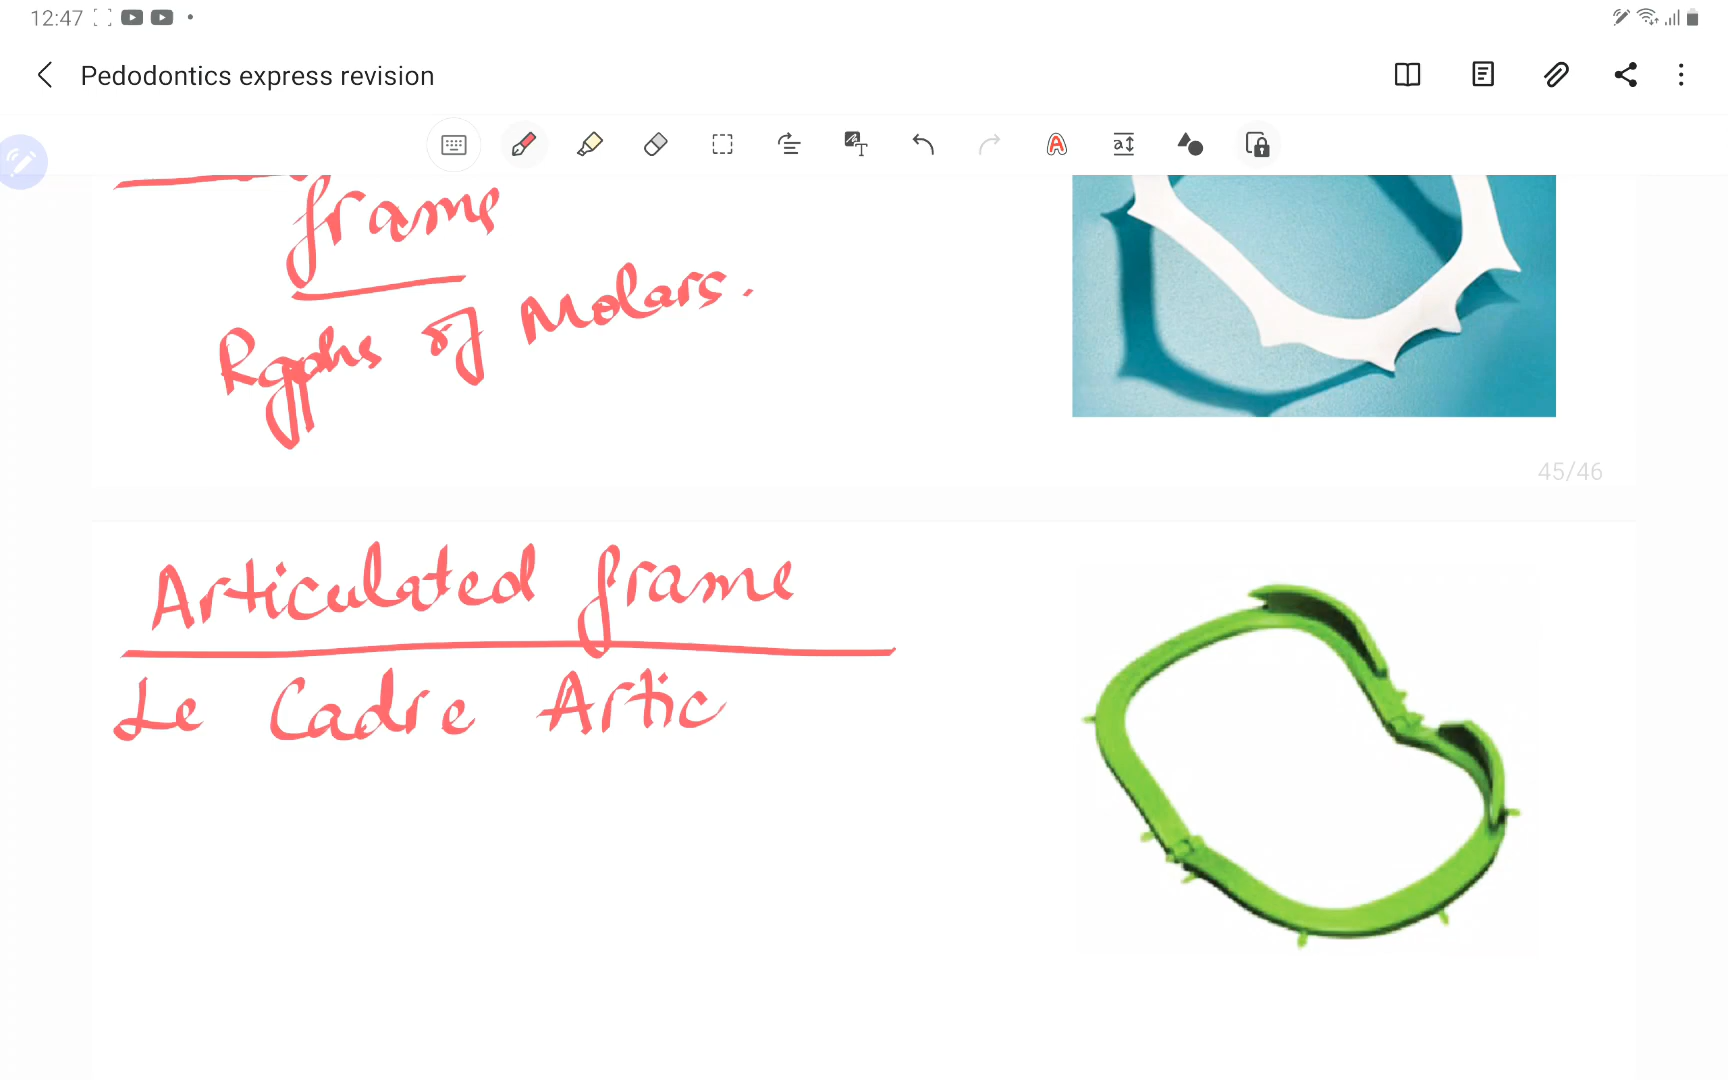 12:47
Pedodontics express revision
frame
Rgphs of Molars.
45/46
Articulated frame
Le Cadre Artic